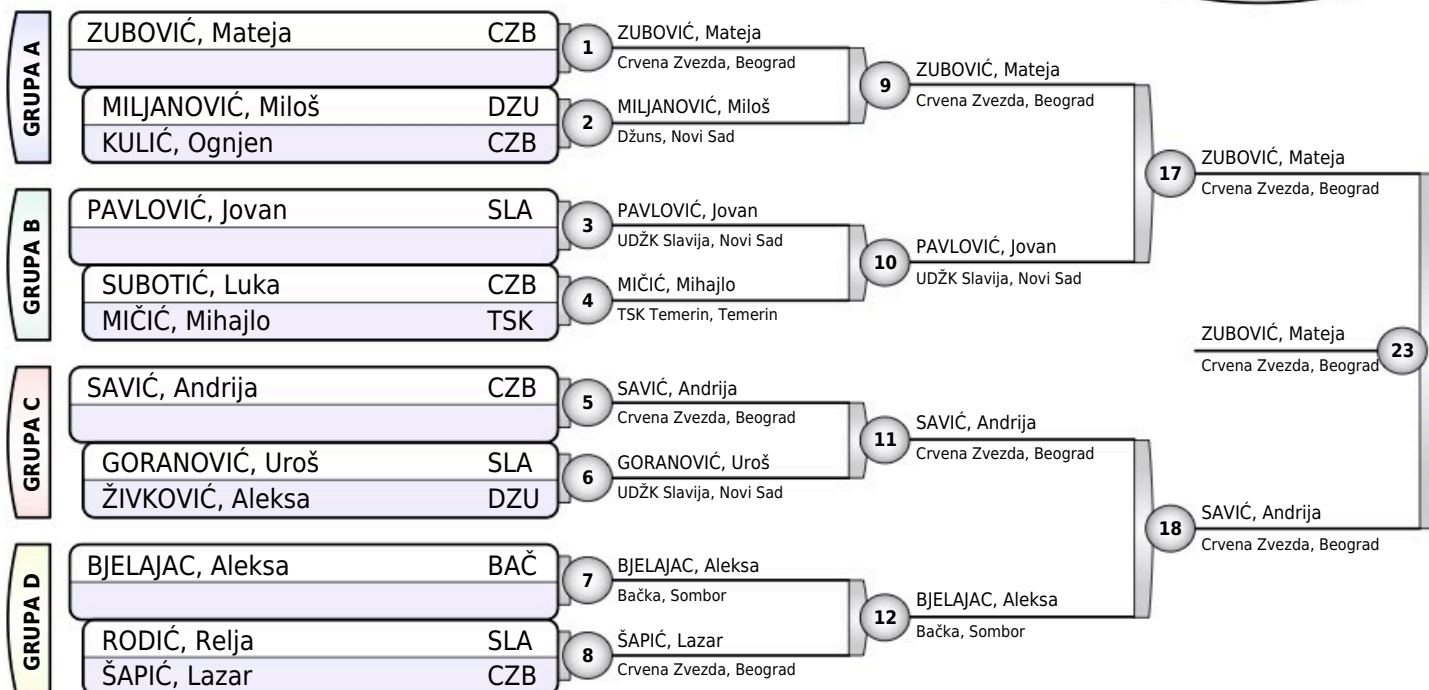 GRUPA A
ZUBOVIĆ, Mateja CZB
MILJANOVIĆ, Miloš DZU
KULIĆ, Ognjen CZB
GRUPA B
PAVLOVIĆ, Jovan SLA
SUBOTIĆ, Luka CZB
MIČIĆ, Mihajlo TSK
GRUPA C
SAVIĆ, Andrija CZB
GORANOVIĆ, Uroš SLA
ŽIVKOVIĆ, Aleksa DZU
GRUPA D
BJELAJAC, Aleksa BAČ
RODIĆ, Relja SLA
ŠAPIĆ, Lazar CZB
1
ZUBOVIĆ, Mateja
Crvena Zvezda, Beograd
2
MILJANOVIĆ, Miloš
Džuns, Novi Sad
3
PAVLOVIĆ, Jovan
UDŽK Slavija, Novi Sad
4
MIČIĆ, Mihajlo
TSK Temerin, Temerin
5
SAVIĆ, Andrija
Crvena Zvezda, Beograd
6
GORANOVIĆ, Uroš
UDŽK Slavija, Novi Sad
7
BJELAJAC, Aleksa
Bačka, Sombor
8
ŠAPIĆ, Lazar
Crvena Zvezda, Beograd
9
ZUBOVIĆ, Mateja
Crvena Zvezda, Beograd
10
PAVLOVIĆ, Jovan
UDŽK Slavija, Novi Sad
11
SAVIĆ, Andrija
Crvena Zvezda, Beograd
12
BJELAJAC, Aleksa
Bačka, Sombor
17
ZUBOVIĆ, Mateja
Crvena Zvezda, Beograd
18
SAVIĆ, Andrija
Crvena Zvezda, Beograd
ZUBOVIĆ, Mateja
Crvena Zvezda, Beograd
23